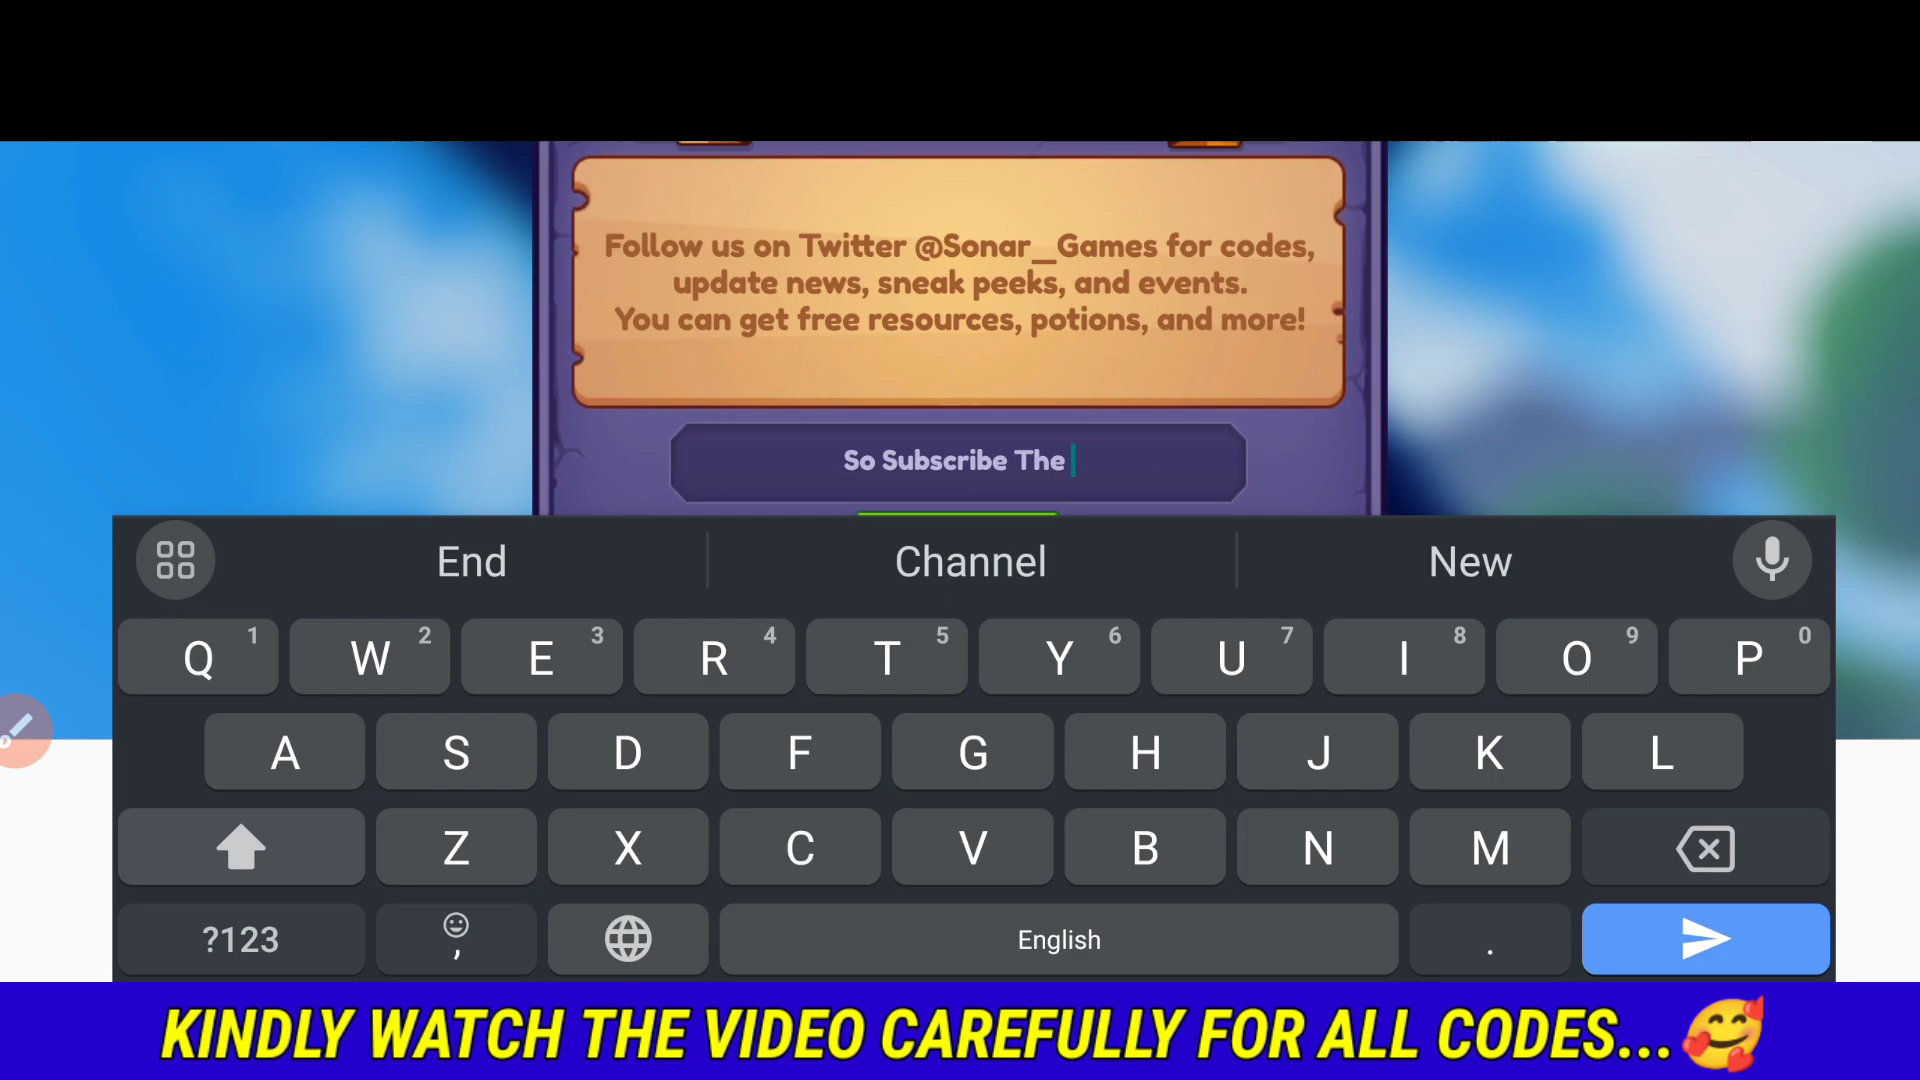 Follow us on Twitter @Sonar_Games for codes,
update news, sneak peeks, and events.
You can get free resources, potions, and more!
So Subscribe The
End Channel New
Q 1 W 2 E 3 R 4 T 5 Y 6 U 7 I 8 O 9 P 0
A S D F G H J K L
Z X C V B N M
?123 , English .
KINDLY WATCH THE VIDEO CAREFULLY FOR ALL CODES...🥰